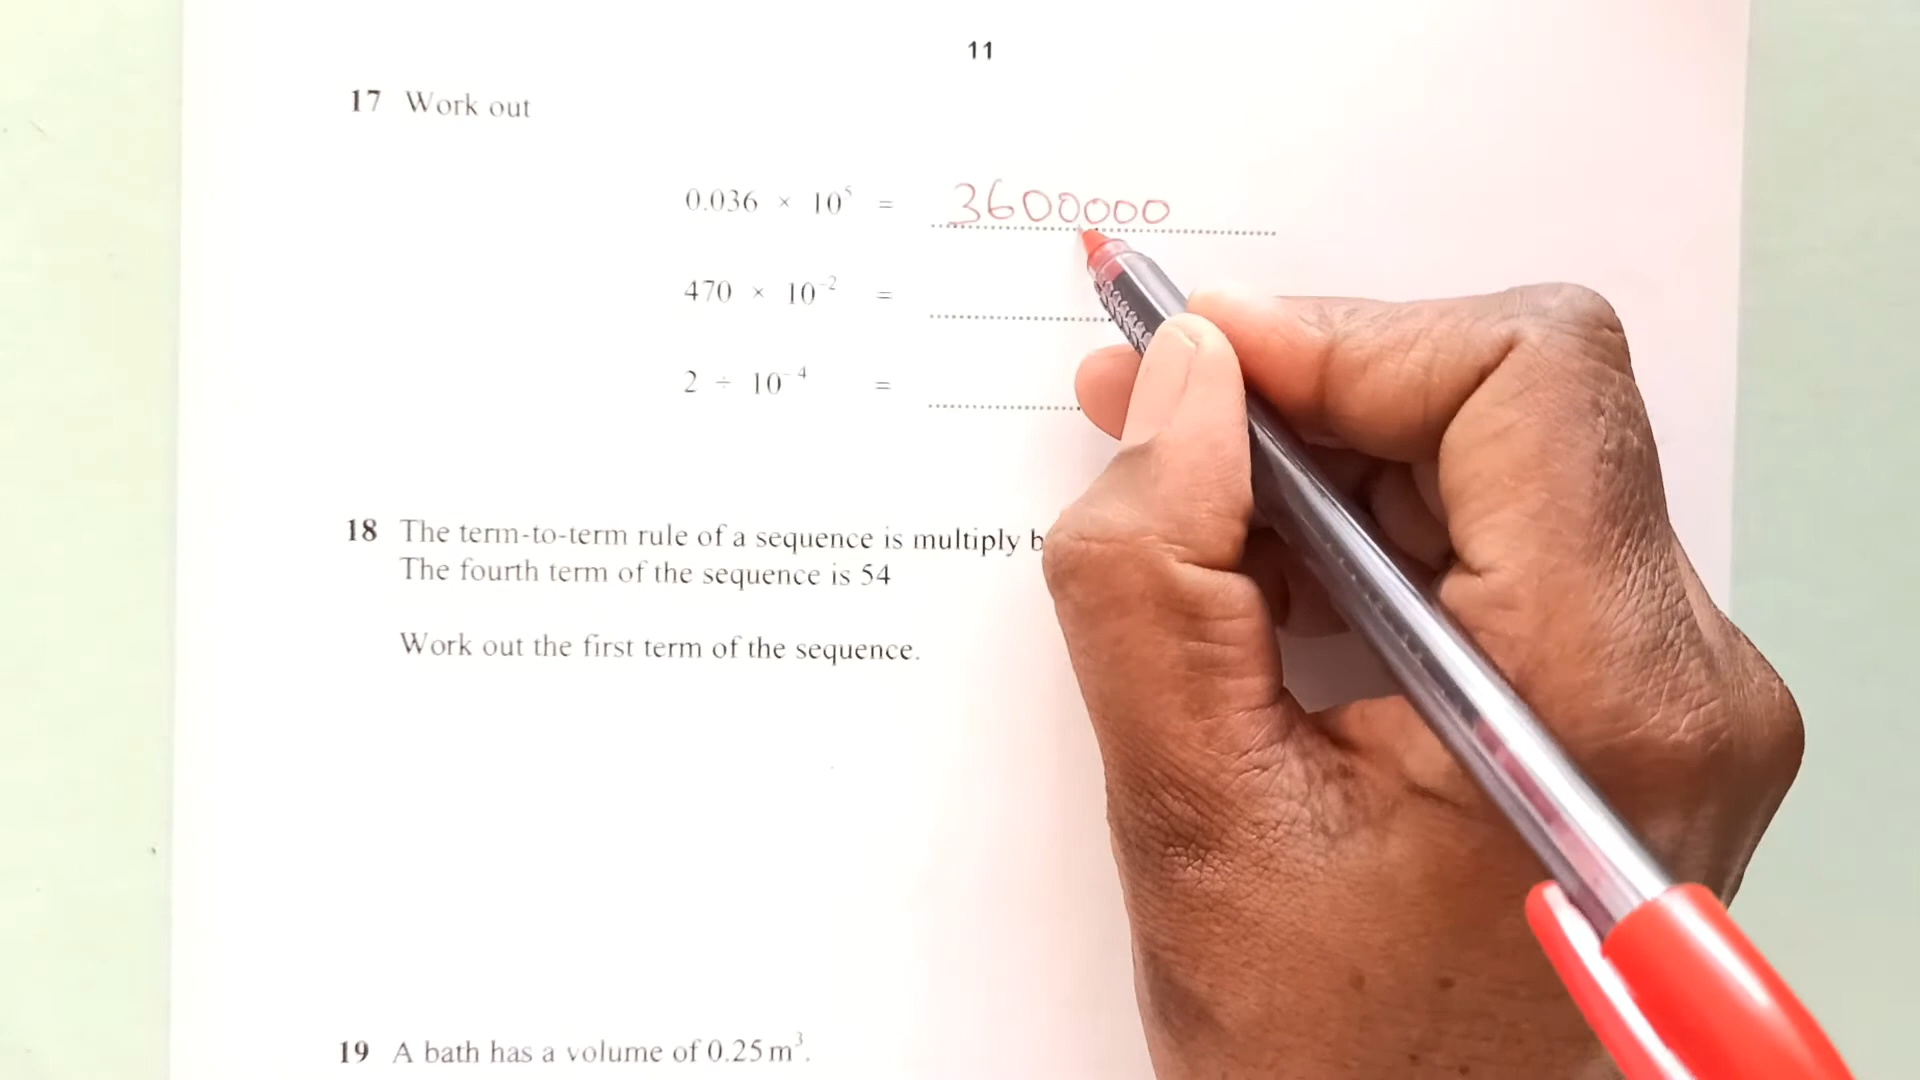 11
17 Work out
0.036 × 10⁵ = 3600000
470 × 10⁻² =
2 ÷ 10⁻⁴ =
18 The term-to-term rule of a sequence is multiply b
The fourth term of the sequence is 54
Work out the first term of the sequence.
19 A bath has a volume of 0.25 m³.